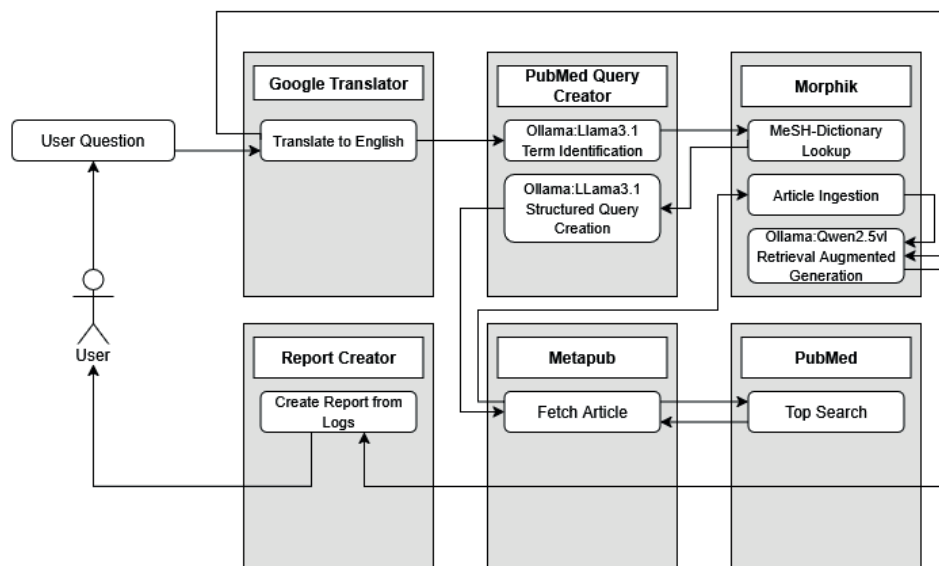 Google Translator
PubMed Query
Creator
Morphik
User Question
Translate to English
Ollama:Llama3.1
Term Identification
MeSH-Dictionary
Lookup
Ollama:LLama3.1
Structured Query
Creation
Article Ingestion
Ollama:Qwen2.5vl
Retrieval Augmented
Generation
User
Report Creator
Metapub
PubMed
Create Report from
Logs
Fetch Article
Top Search